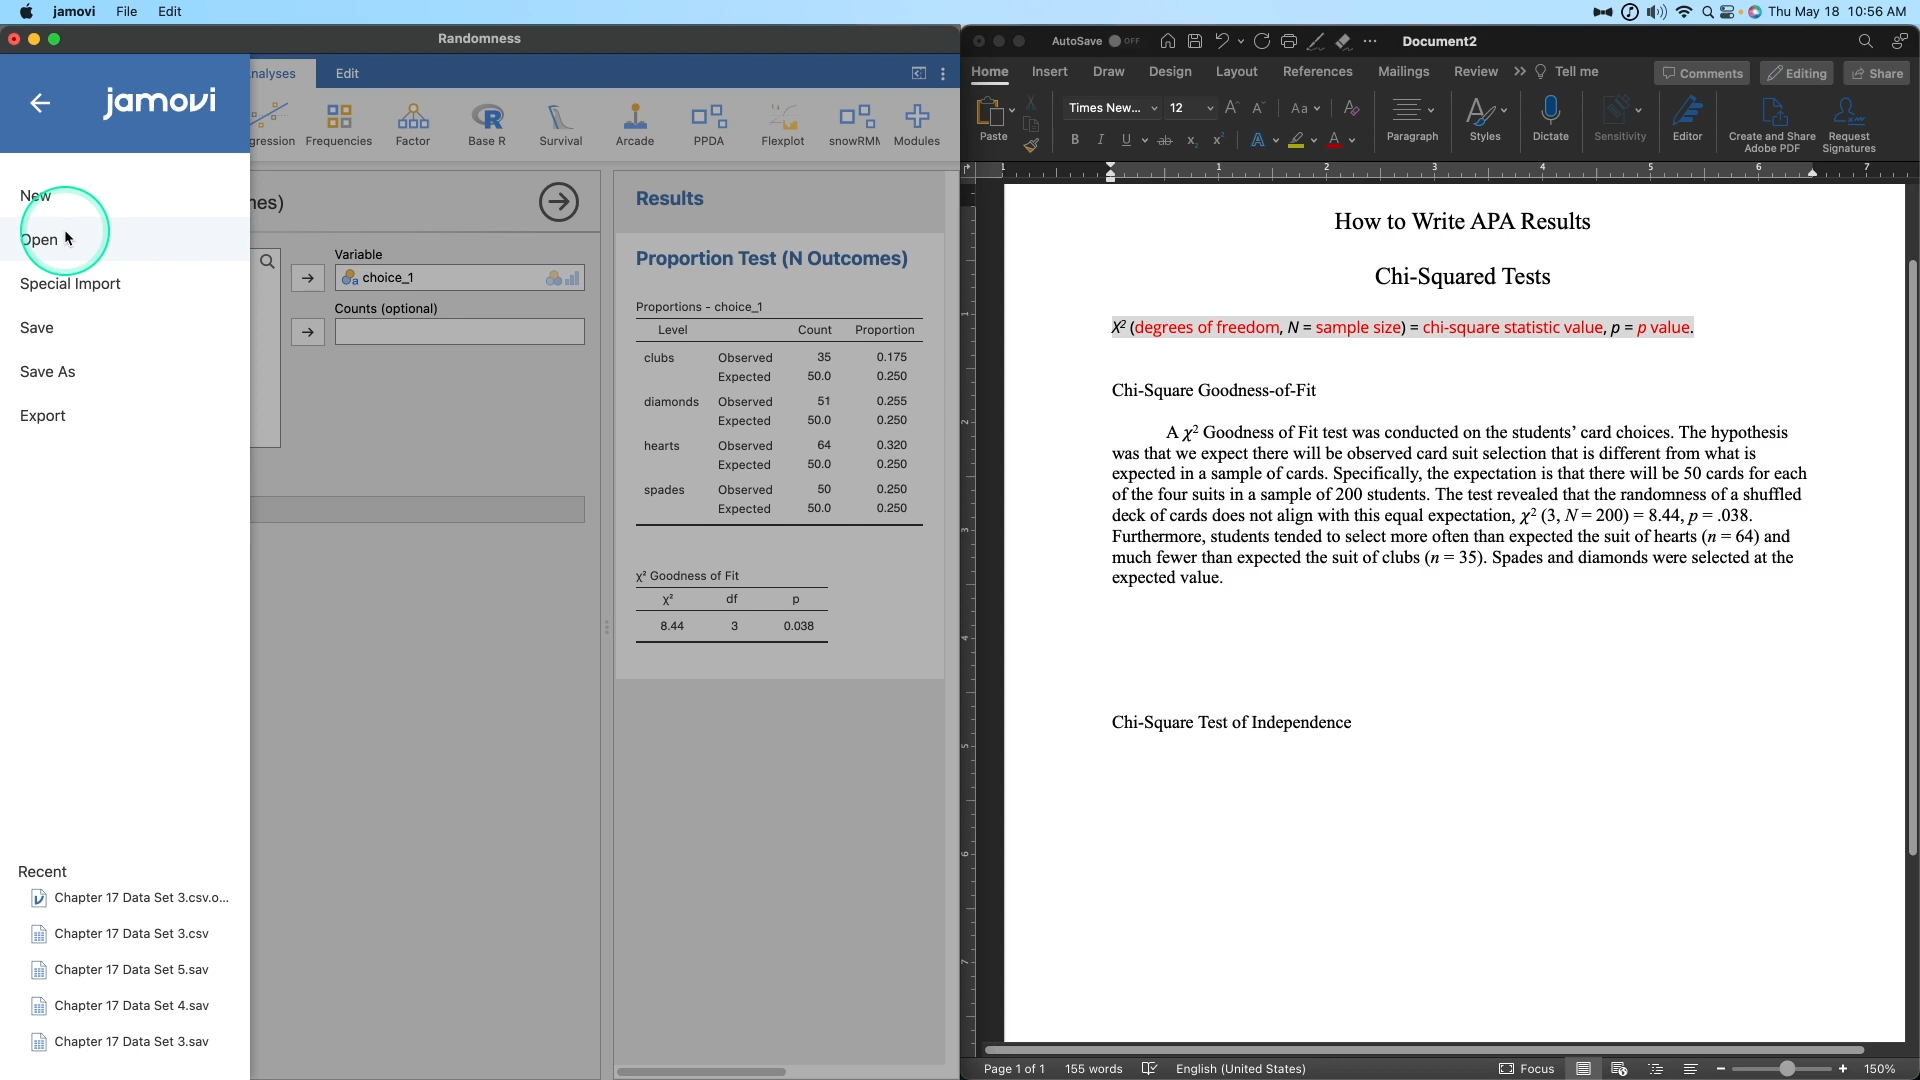 jamovi File Edit
Thu May 18 10:56 AM
Randomness
jamovi
New
Open
Special Import
Save
Save As
Export
Recent
Chapter 17 Data Set 3.csv.o...
Chapter 17 Data Set 3.csv
Chapter 17 Data Set 5.sav
Chapter 17 Data Set 4.sav
Chapter 17 Data Set 3.sav
nalyses Edit
gression Frequencies Factor Base R Survival Arcade PPDA Flexplot snowRMM Modules
nes)
Variable
choice_1
Counts (optional)
Results
Proportion Test (N Outcomes)
Proportions - choice_1
Level Count Proportion
clubs Observed 35 0.175
Expected 50.0 0.250
diamonds Observed 51 0.255
Expected 50.0 0.250
hearts Observed 64 0.320
Expected 50.0 0.250
spades Observed 50 0.250
Expected 50.0 0.250
χ² Goodness of Fit
χ² df p
8.44 3 0.038
AutoSave OFF Document2
Home Insert Draw Design Layout References Mailings Review >> Tell me Comments Editing Share
Paste
Times New... 12
Paragraph Styles Dictate Sensitivity Editor
Create and Share Adobe PDF
Request Signatures
How to Write APA Results
Chi-Squared Tests
X² (degrees of freedom, N = sample size) = chi-square statistic value, p = p value.
Chi-Square Goodness-of-Fit
A χ² Goodness of Fit test was conducted on the students’ card choices. The hypothesis
was that we expect there will be observed card suit selection that is different from what is
expected in a sample of cards. Specifically, the expectation is that there will be 50 cards for each
of the four suits in a sample of 200 students. The test revealed that the randomness of a shuffled
deck of cards does not align with this equal expectation, χ² (3, N = 200) = 8.44, p = .038.
Furthermore, students tended to select more often than expected the suit of hearts (n = 64) and
much fewer than expected the suit of clubs (n = 35). Spades and diamonds were selected at the
expected value.
Chi-Square Test of Independence
Page 1 of 1 155 words English (United States) Focus 150%